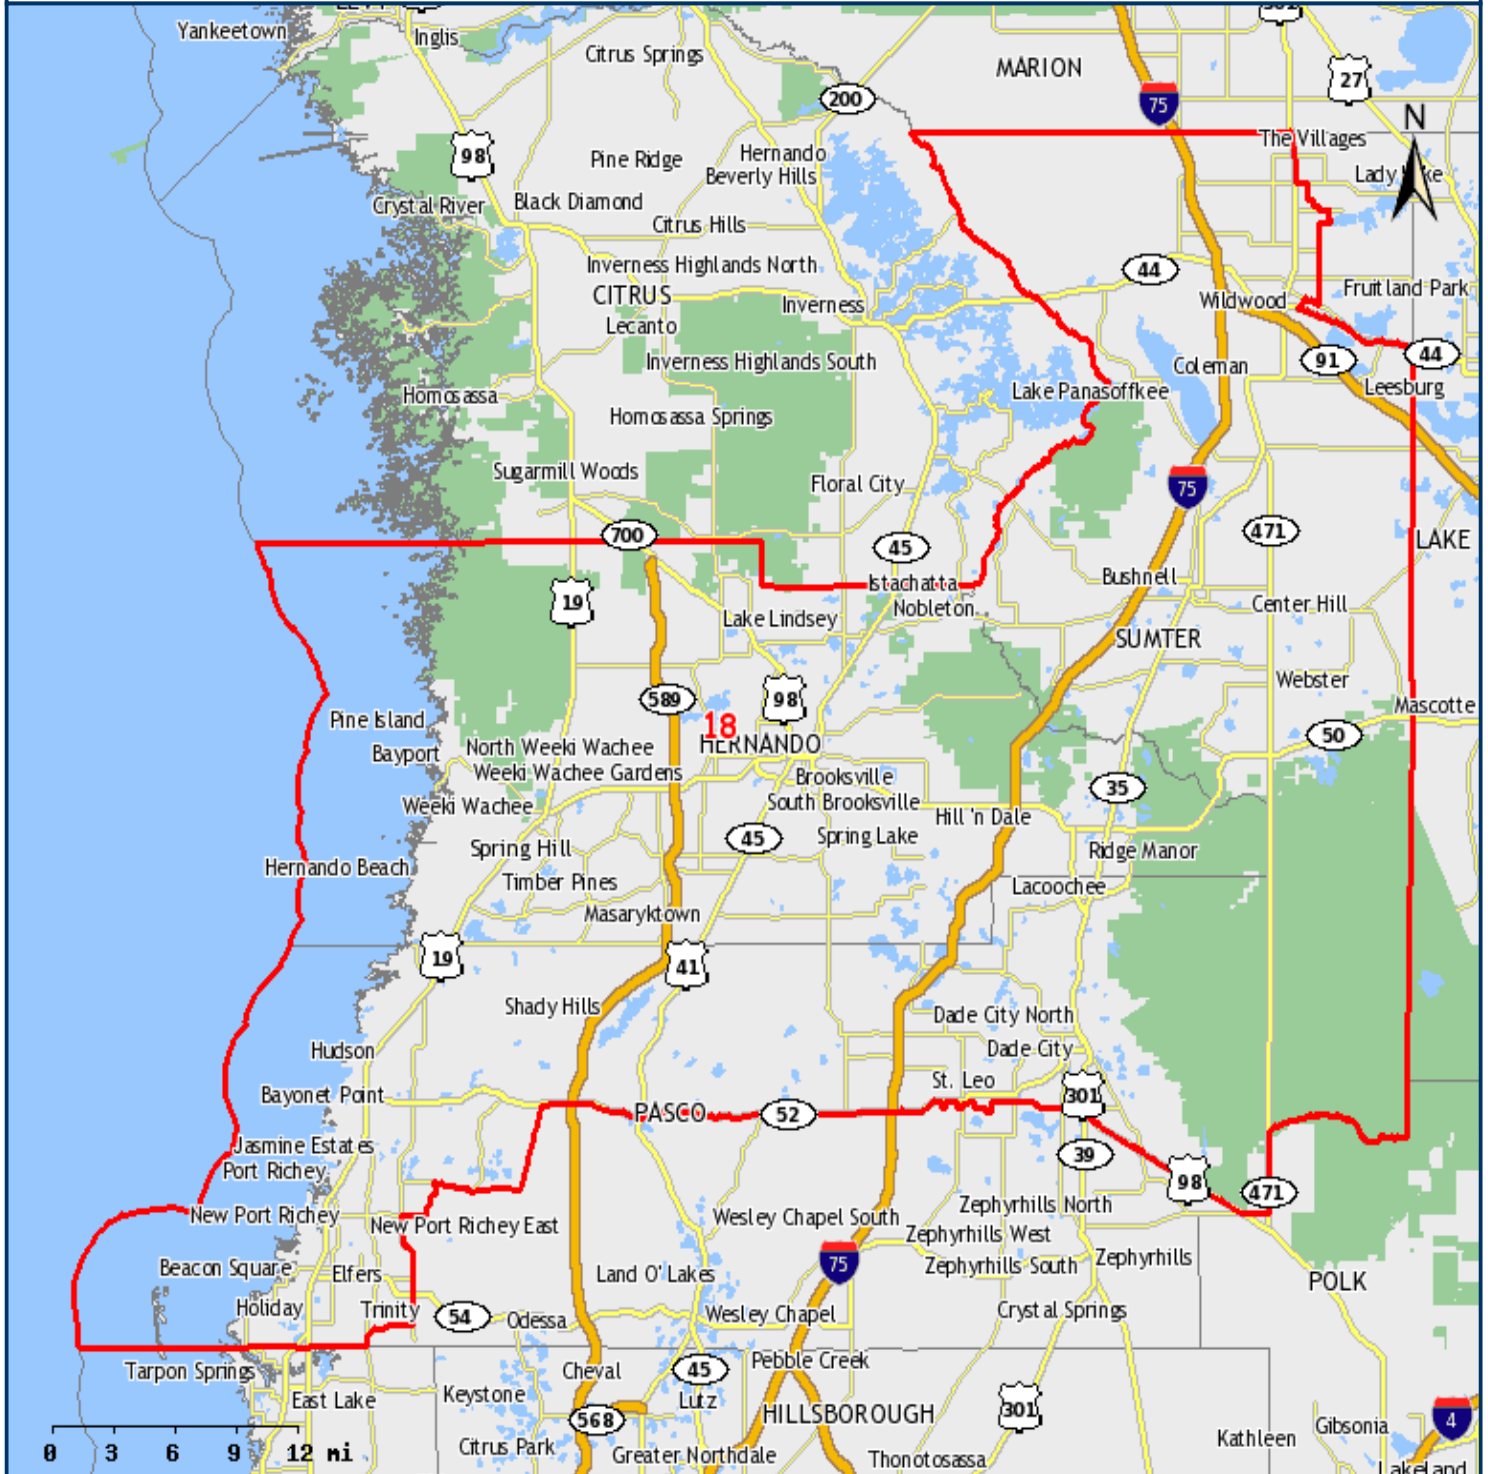 Yankeetown
Inglis
Citrus Springs
MARION
27
200
75
N
98
Pine Ridge
Hernando
Beverly Hills
The Villages
Crystal River
Black Diamond
Citrus Hills
Inverness Highlands North
44
CITRUS
Inverness
Wildwood
Fruitland Park
Lecanto
Inverness Highlands South
Coleman
91
44
Homosassa
Lake Panasoffkee
Leesburg
Homosassa Springs
Sugarmill Woods
Floral City
75
700
45
471
LAKE
Istachatta
Bushnell
19
Nobleton
Center Hill
Lake Lindsey
SUMTER
Webster
589
98
Mascotte
Pine Island
18
50
Bayport
North Weeki Wachee
HERNANDO
Weeki Wachee Gardens
Brooksville
35
Weeki Wachee
South Brooksville
Hill 'n Dale
45
Spring Lake
Spring Hill
Ridge Manor
Hernando Beach
Timber Pines
Lacoochee
Masaryktown
19
41
Shady Hills
Dade City North
Hudson
Dade City
St. Leo
Bayonet Point
301
PASCO
52
Jasmine Estates
39
Port Richey
98
471
New Port Richey
New Port Richey East
Wesley Chapel South
Zephyrhills North
Zephyrhills West
Beacon Square
Elfers
Land O' Lakes
75
Zephyrhills South
Zephyrhills
POLK
Holiday
Trinity
54
Odessa
Wesley Chapel
Crystal Springs
Tarpon Springs
Cheval
45
Pebble Creek
East Lake
Keystone
Lutz
301
568
HILLSBOROUGH
4
Citrus Park
Greater Northdale
Thonotosassa
Kathleen
Gibsonia
0 3 6 9 12 mi
Lakeland